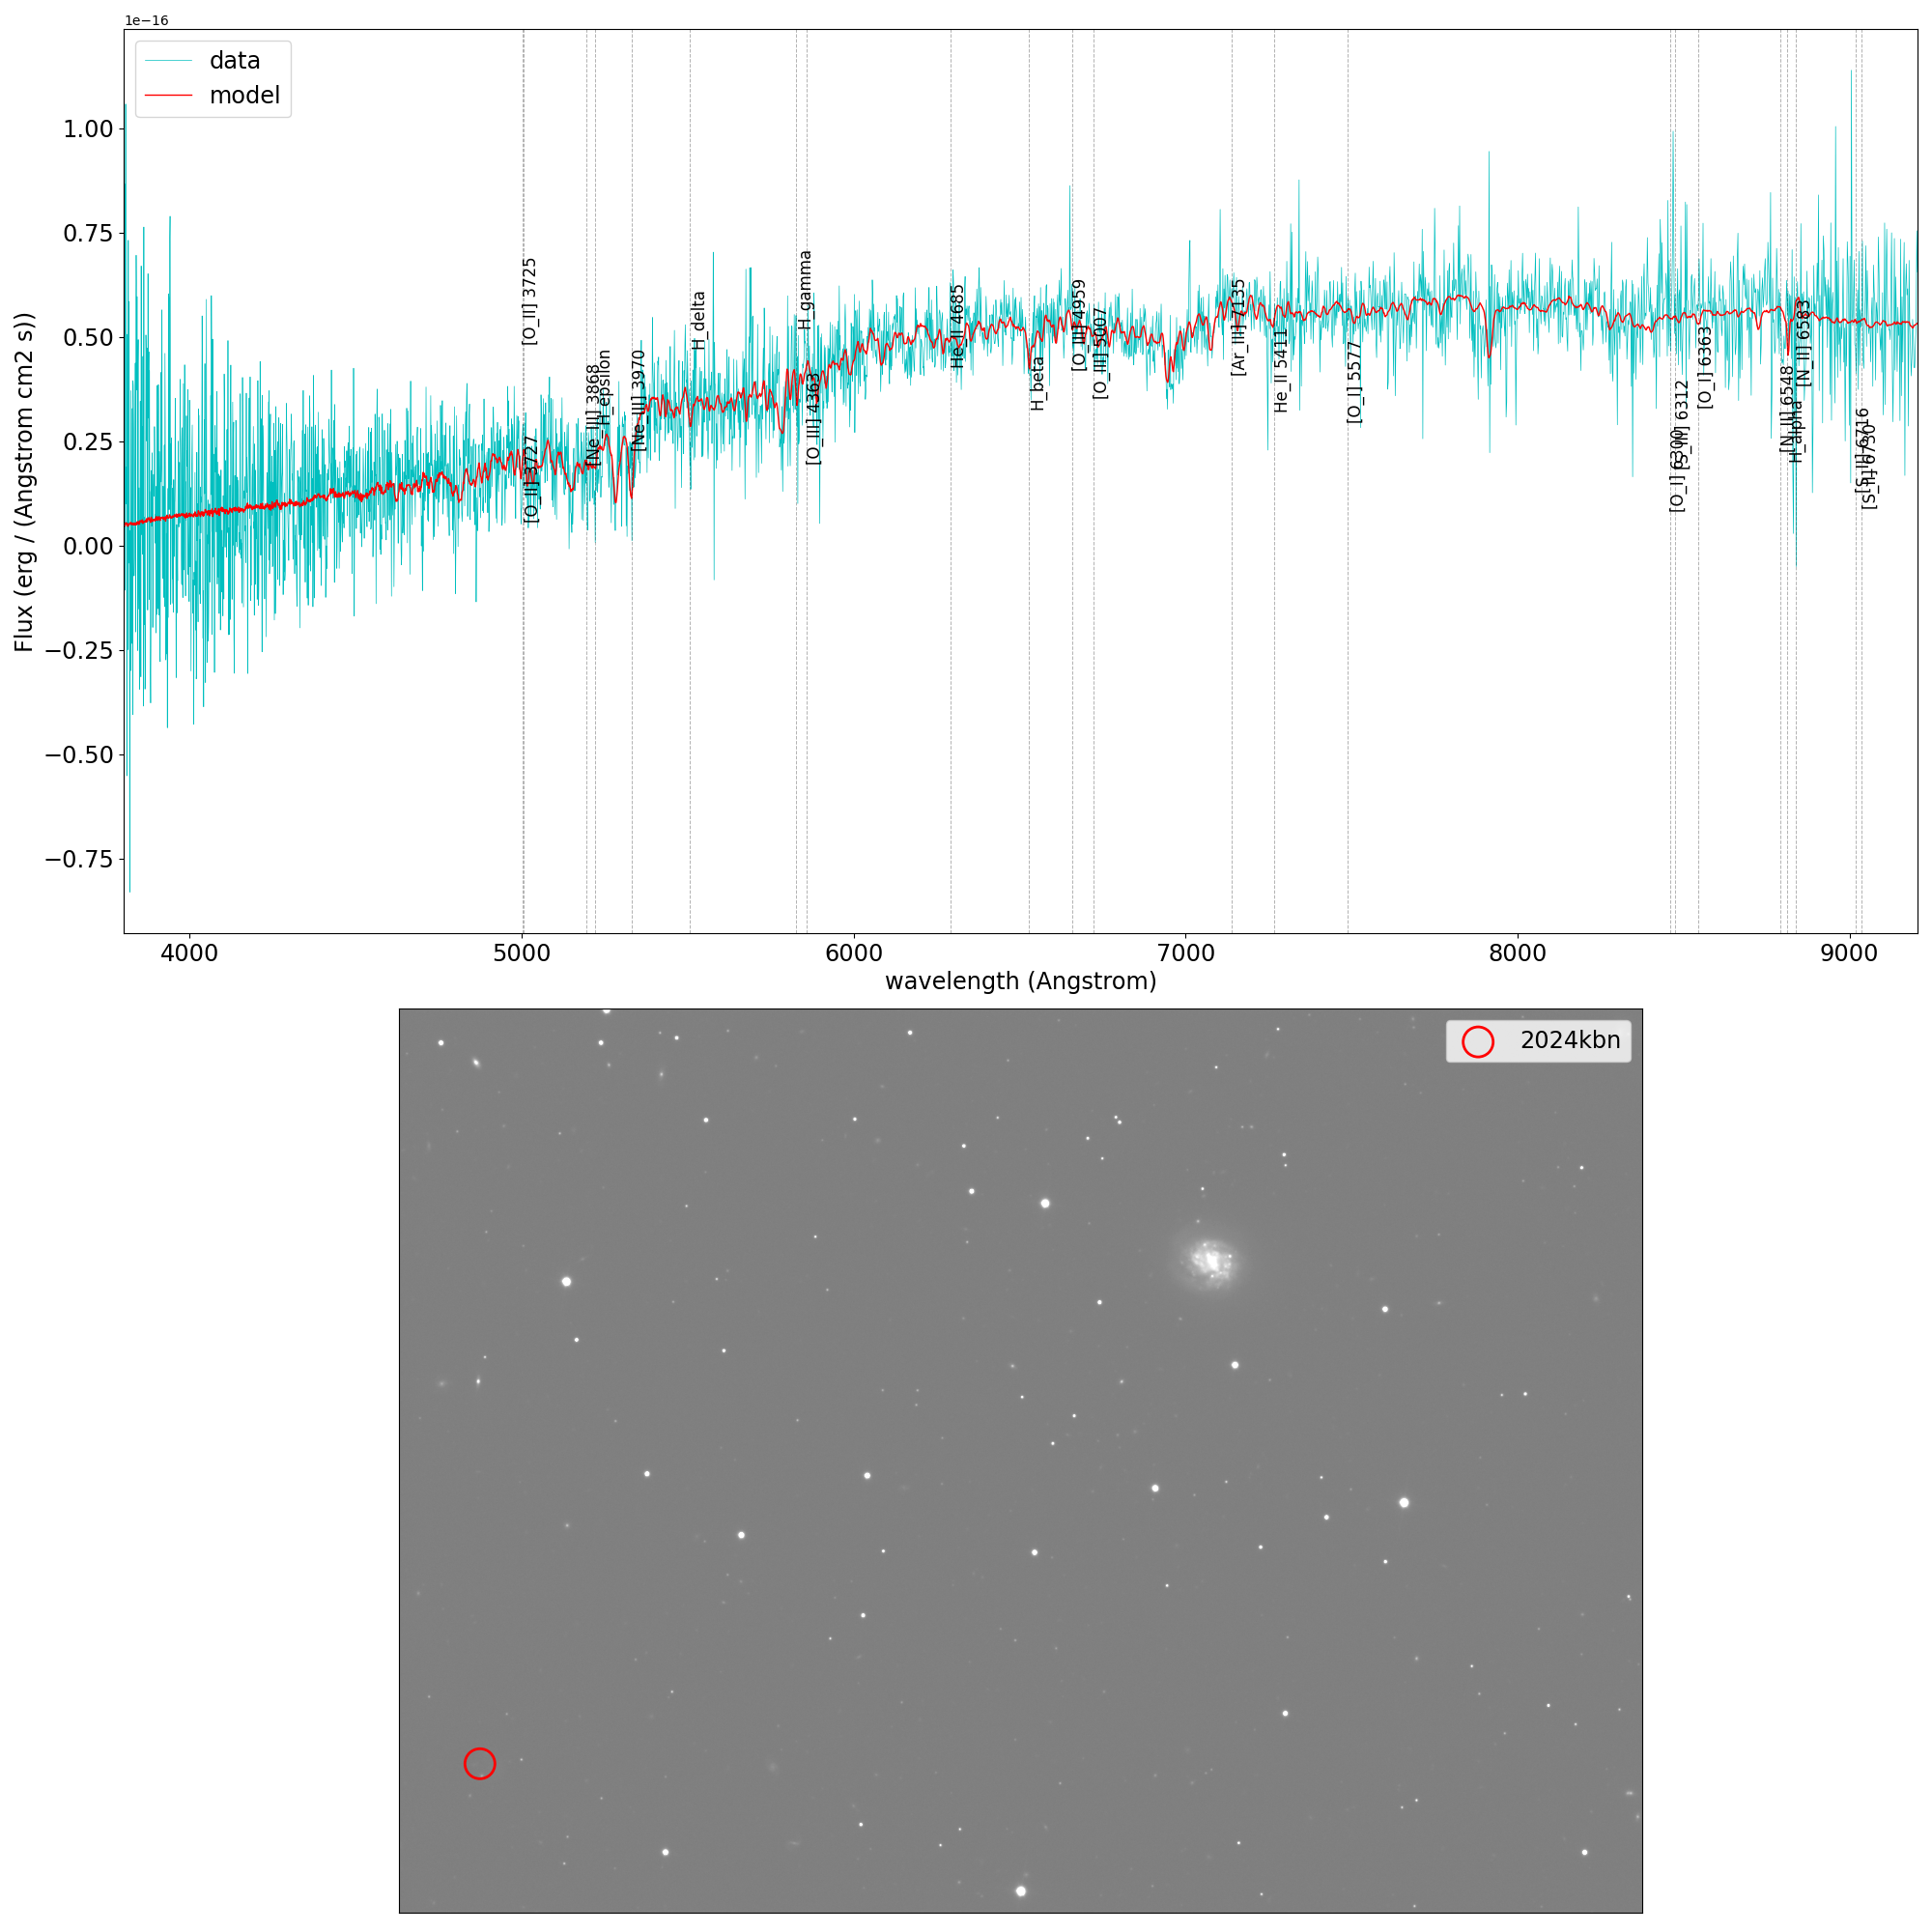 1e−16
data
model
1.00
0.75
0.50
0.25
0.00
−0.25
−0.50
−0.75
Flux (erg / (Angstrom cm2 s))
[O_II] 3725
[O_II] 3727
[Ne_III] 3868
H_epsilon
[Ne_III] 3970
H_delta
H_gamma
[O_III] 4363
He_II 4685
H_beta
[O_III] 4959
[O_III] 5007
[Ar_III] 7135
He_II 5411
[O_I] 5577
[O_I] 6300
[S_III] 6312
[O_I] 6363
[N_II] 6548
H_alpha
[N_II] 6583
[S_II] 6716
[S_II] 6730
4000
5000
6000
7000
8000
9000
wavelength (Angstrom)
2024kbn